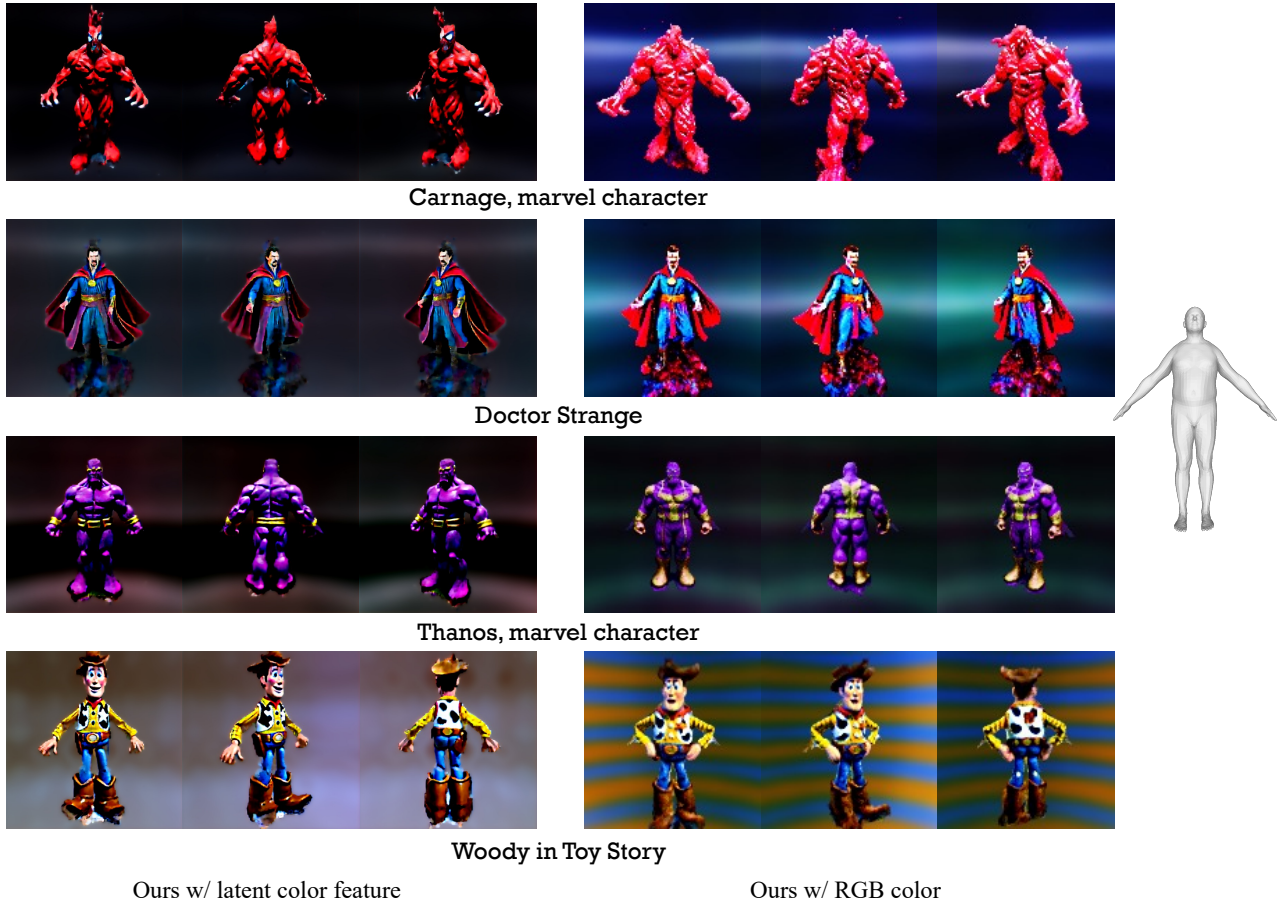 Carnage, marvel character
Doctor Strange
Thanos, marvel character
Woody in Toy Story
Ours w/ latent color feature
Ours w/ RGB color